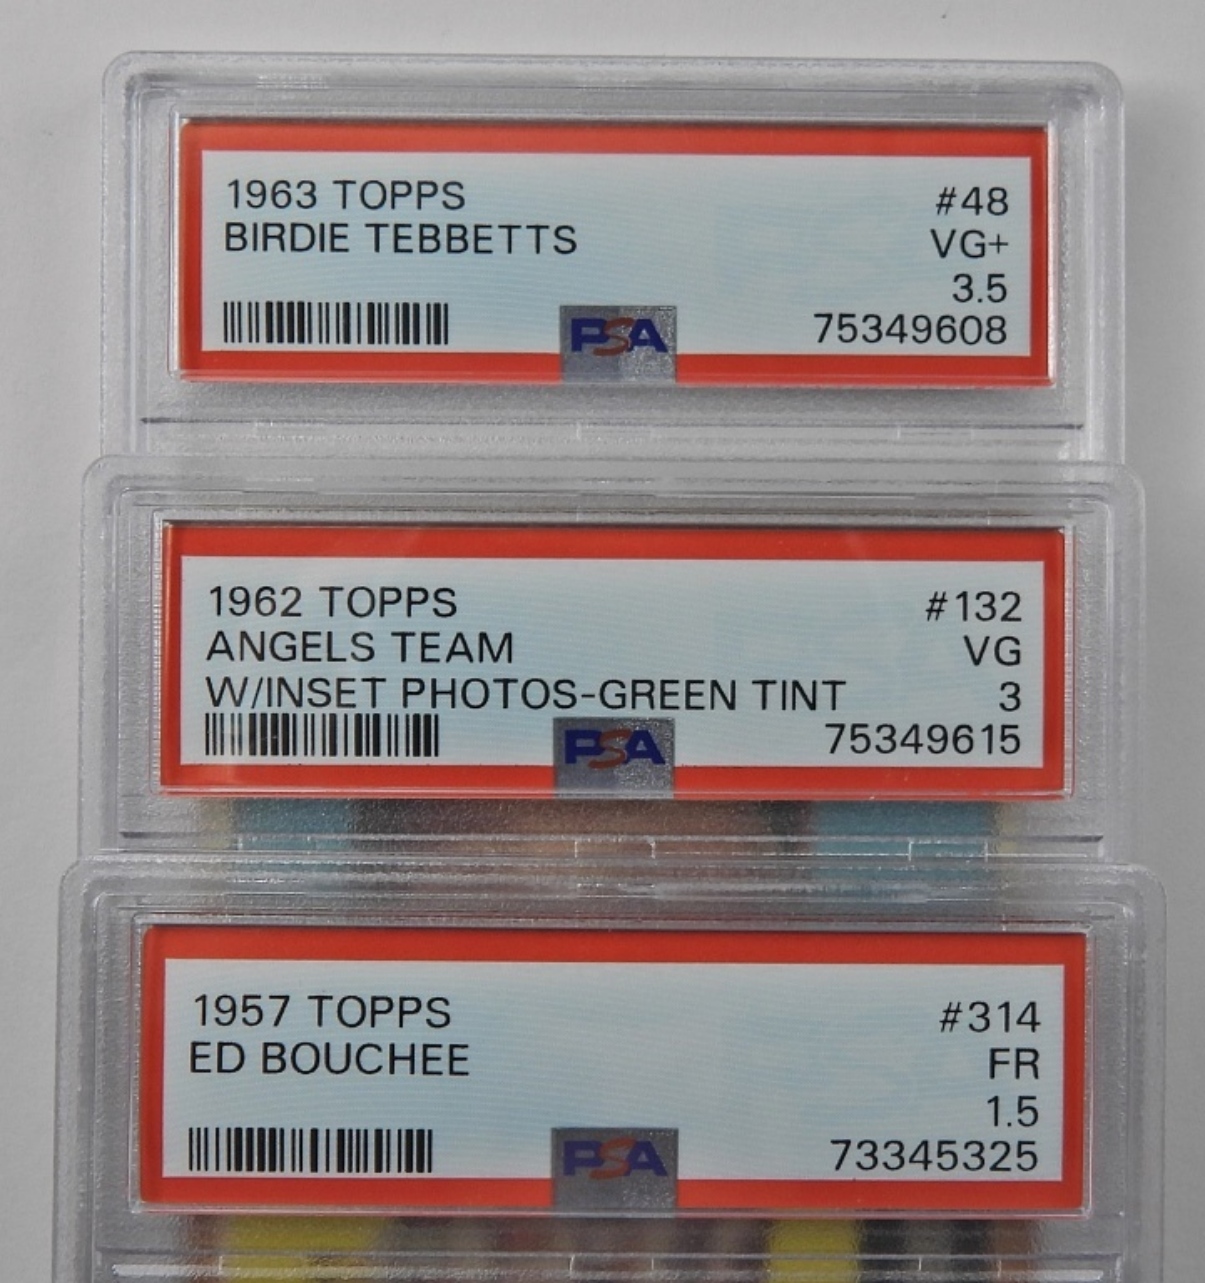 1963 TOPPS #48
BIRDIE TEBBETTS VG+
3.5
PSA 75349608
1962 TOPPS #132
ANGELS TEAM VG
W/INSET PHOTOS-GREEN TINT 3
PSA 75349615
1957 TOPPS #314
ED BOUCHEE FR
1.5
PSA 73345325